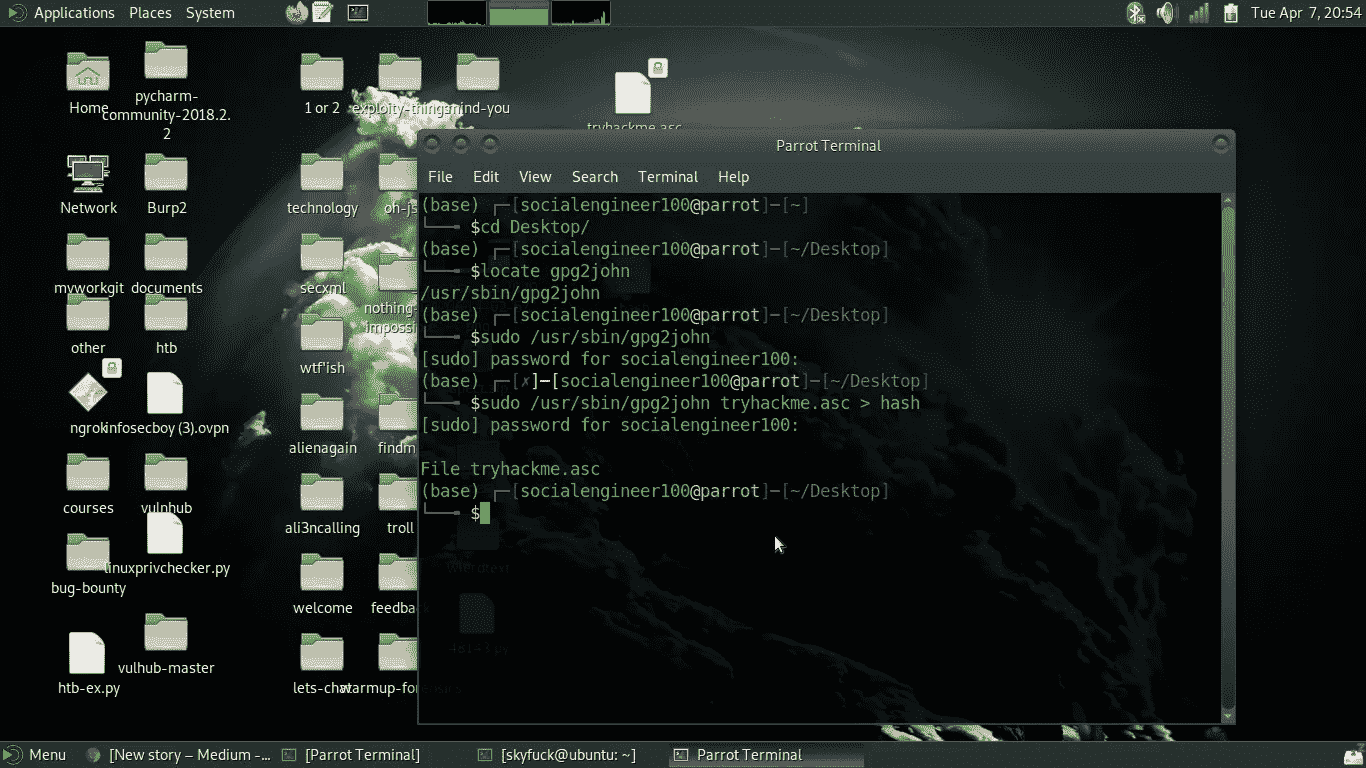 Applications Places System Tue Apr 7, 20:54
Home
pycharm-
community-2018.2.
2
1 or 2
exploity-things
mind-you
tryhackme.asc
Network
Burp2
technology
oh-js
myworkgit
documents
secxml
nothing-
impossi
other
htb
wtf'ish
ngrok
infosecboy (3).ovpn
alienagain
findm
courses
vulnhub
ali3ncalling
troll
bug-bounty
linuxprivchecker.py
welcome
feedback
htb-ex.py
vulhub-master
lets-chat
warmup-forensics
Parrot Terminal
File Edit View Search Terminal Help
(base) ┌─[socialengineer100@parrot]─[~]
└──╼ $cd Desktop/
(base) ┌─[socialengineer100@parrot]─[~/Desktop]
└──╼ $locate gpg2john
/usr/sbin/gpg2john
(base) ┌─[socialengineer100@parrot]─[~/Desktop]
└──╼ $sudo /usr/sbin/gpg2john
[sudo] password for socialengineer100:
(base) ┌─[✗]─[socialengineer100@parrot]─[~/Desktop]
└──╼ $sudo /usr/sbin/gpg2john tryhackme.asc > hash
[sudo] password for socialengineer100:
File tryhackme.asc
(base) ┌─[socialengineer100@parrot]─[~/Desktop]
└──╼ $
wierdtext
48143.py
Menu [New story – Medium -... [Parrot Terminal] [skyfuck@ubuntu: ~] Parrot Terminal